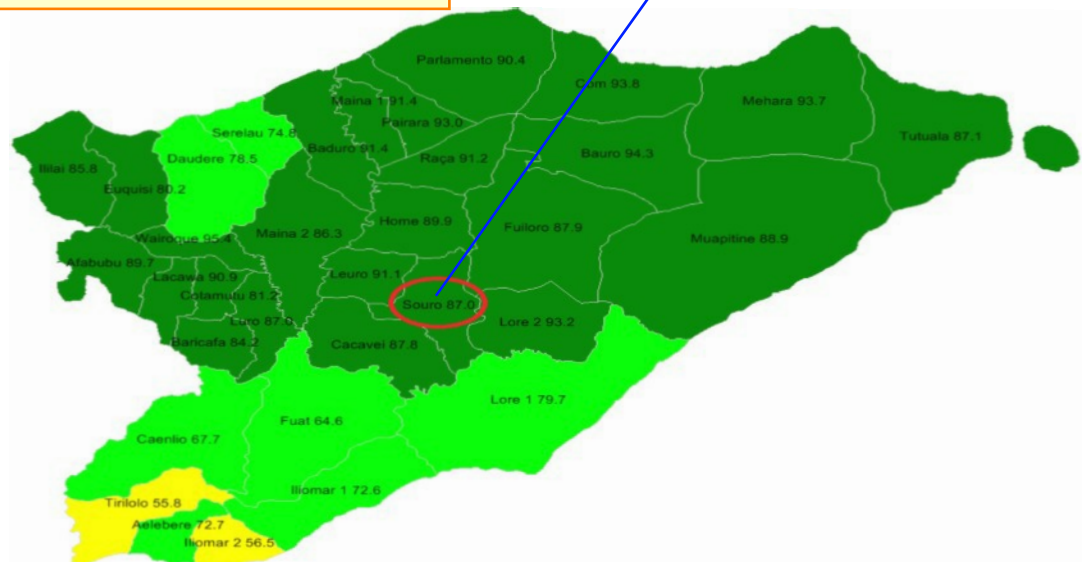 Parlamento 90.4
Com 93.8
Mehara 93.7
Tutuala 87.1
Maina 1 91.4
Rairara 93.0
Serelau 74.8
Baduro 91.4
Daudere 78.5
Raça 91.2
Bauro 94.3
Ililai 85.8
Euquisi 80.2
Home 89.9
Fuiloro 87.9
Maina 2 86.3
Wairoque 95.4
Muapitine 88.9
Afabubu 89.7
Lacawa 90.9
Leuro 91.1
Cotamutu 81.2
Souro 87.0
Luro 87.0
Lore 2 93.2
Baricafa 84.2
Cacavei 87.8
Lore 1 79.7
Fuat 64.6
Caenlio 67.7
Iliomar 1 72.6
Tirilolo 55.8
Aelebere 72.7
Iliomar 2 56.5